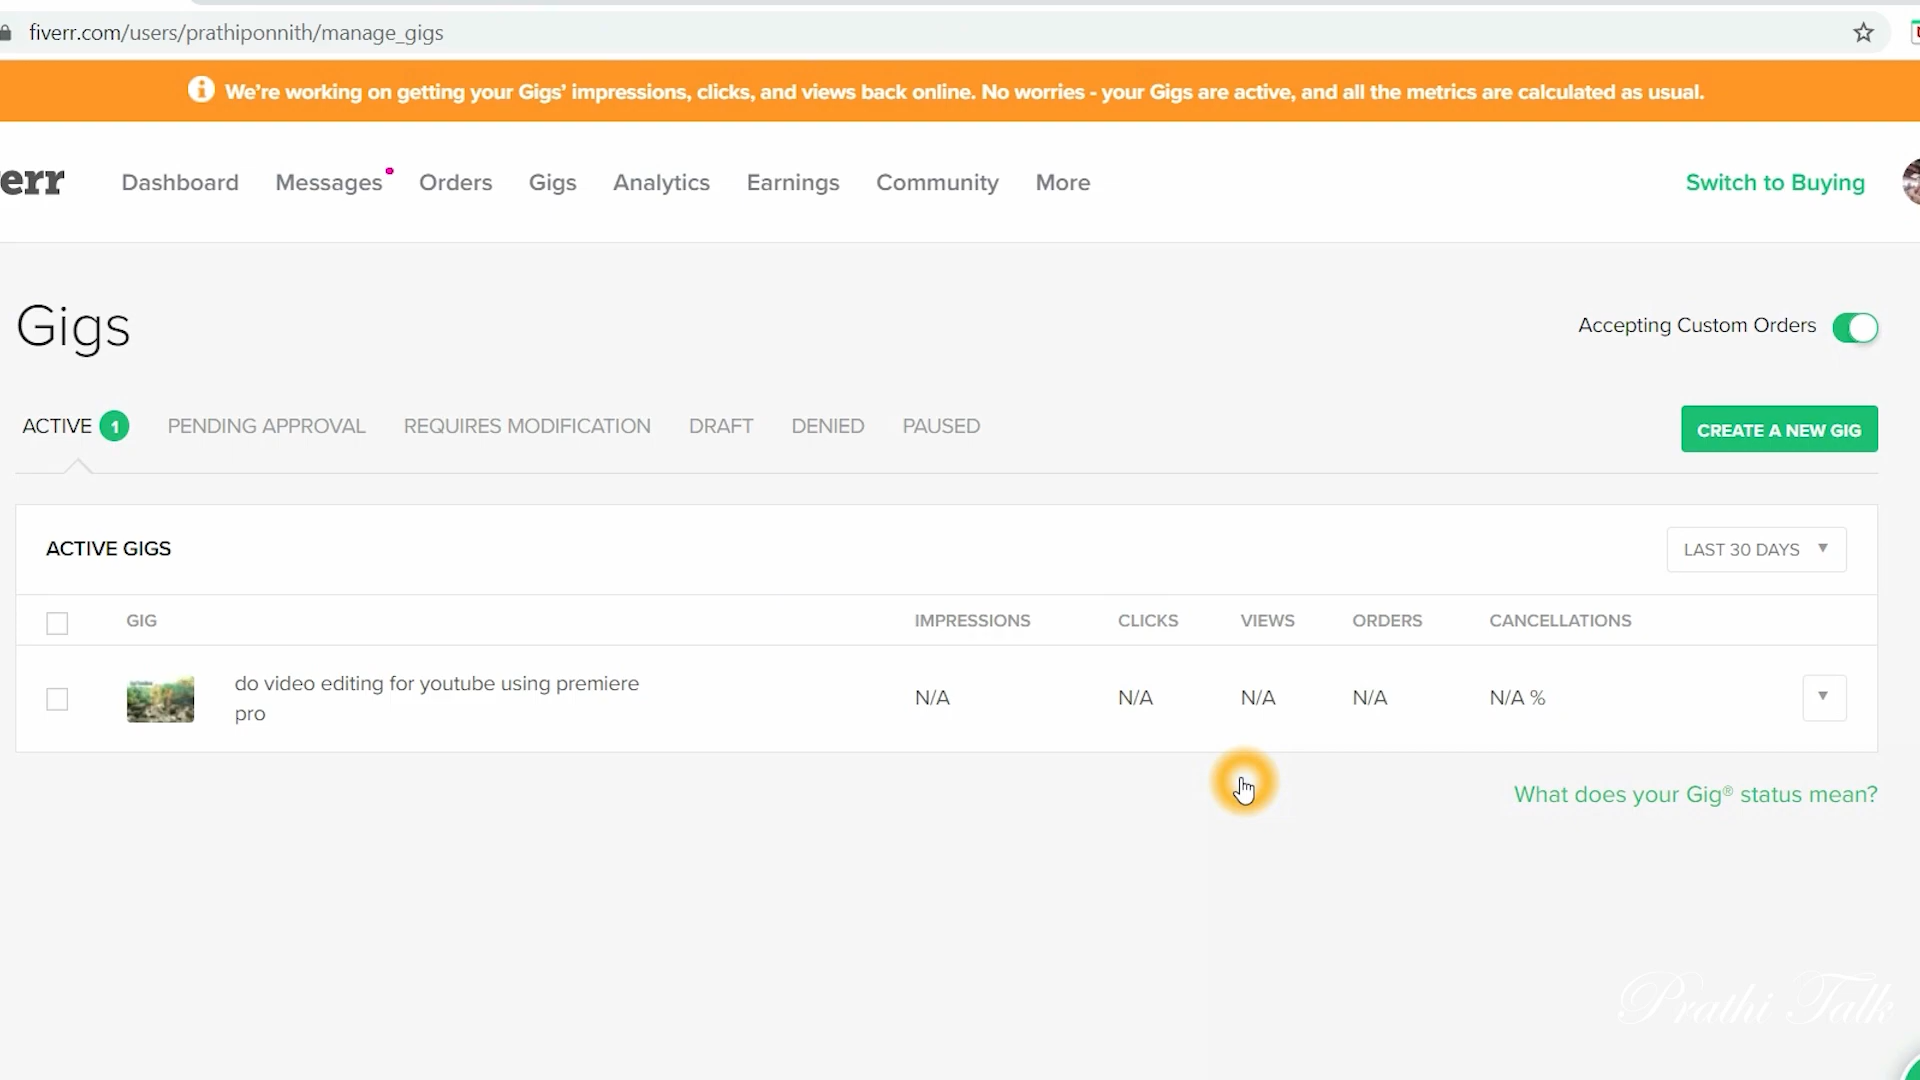 fiverr.com/users/prathiponnith/manage_gigs
We're working on getting your Gigs' impressions, clicks, and views back online. No worries - your Gigs are active, and all the metrics are calculated as usual.
err Dashboard Messages Orders Gigs Analytics Earnings Community More Switch to Buying
Gigs Accepting Custom Orders
ACTIVE 1 PENDING APPROVAL REQUIRES MODIFICATION DRAFT DENIED PAUSED CREATE A NEW GIG
ACTIVE GIGS LAST 30 DAYS
GIG IMPRESSIONS CLICKS VIEWS ORDERS CANCELLATIONS
do video editing for youtube using premiere
pro
N/A N/A N/A N/A N/A %
What does your Gig® status mean?
Prathi Talk